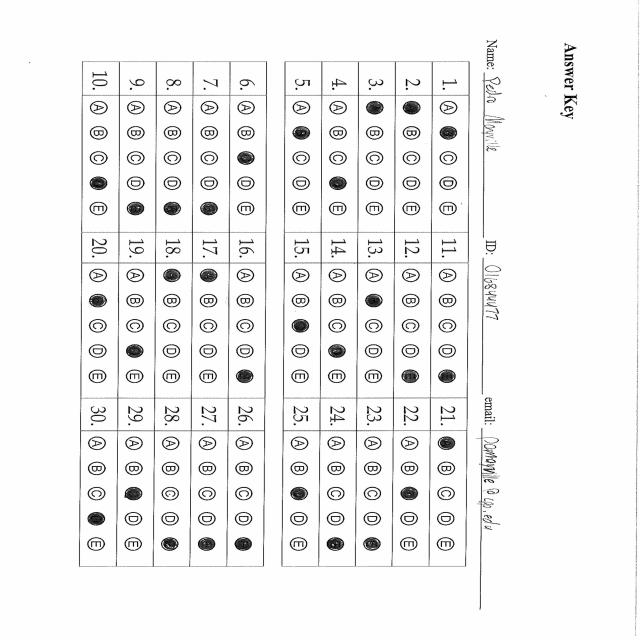 Answer Key
Name: Pedro ID: email:
1. A C D E 11. A B C D 21. B C D E
2. B C D E 12. A B C D 22. A B D E
3. B C D E 13. A C D E 23. A B C D
4. A B C E 14. A B C E 24. A B C D
5. A C D E 15. A B D E 25. A B D E
6. A B D E 16. A B C D 26. A B C D
7. A B C D 17. B C D E 27. A B C D
8. A B C D 18. B C D E 28. A B C D
9. A B C D 19. A B C E 29. A B D E
10. A B C E 20. A C D E 30. A B C E